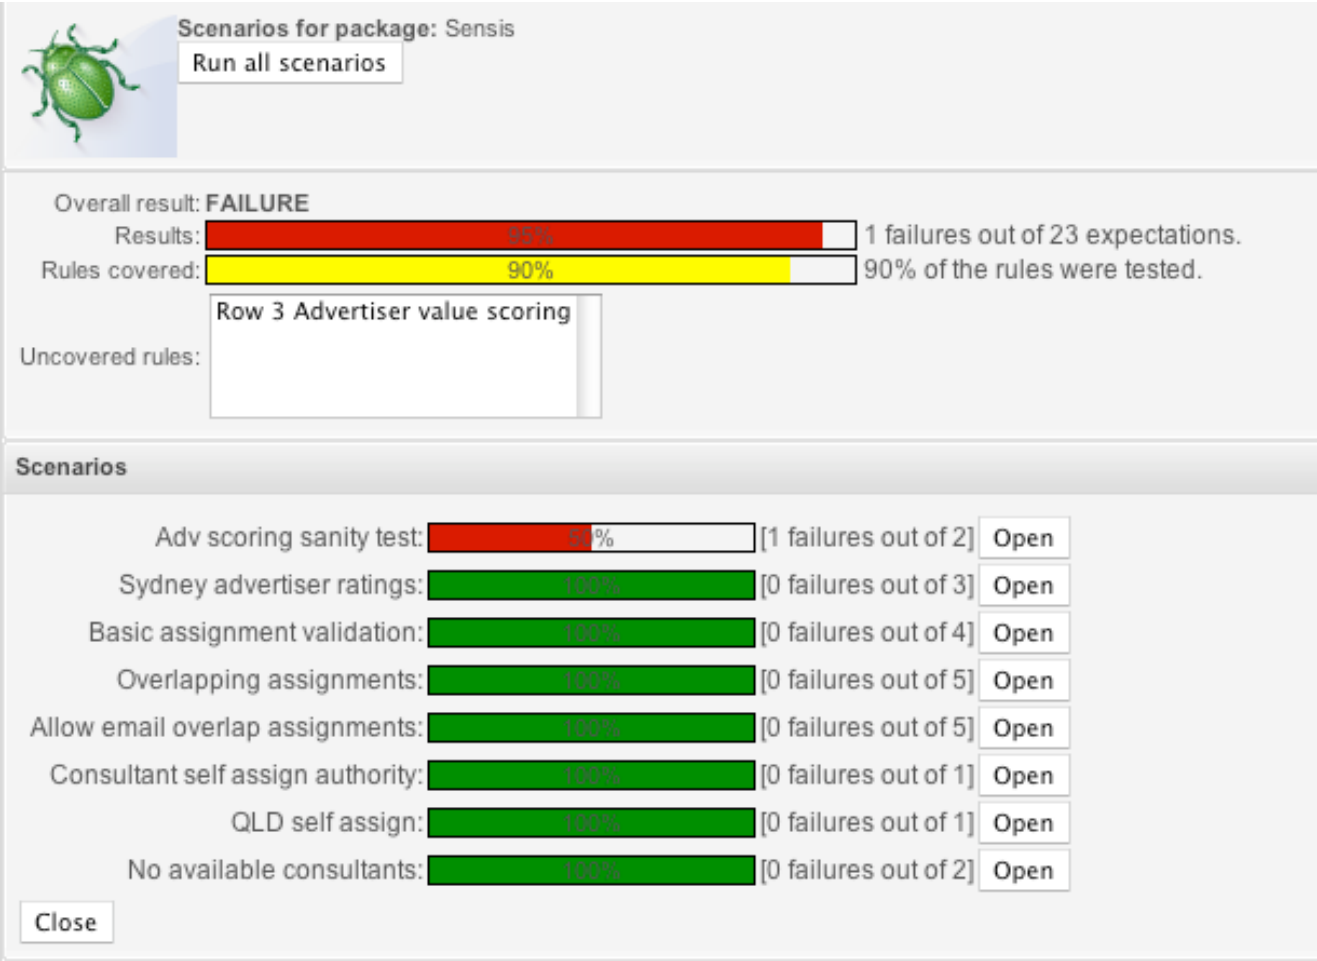 Scenarios for package: Sensis
Run all scenarios
Overall result: FAILURE
Results: 95% 1 failures out of 23 expectations.
Rules covered: 90% 90% of the rules were tested.
Uncovered rules: Row 3 Advertiser value scoring
Scenarios
Adv scoring sanity test: 50% [1 failures out of 2] Open
Sydney advertiser ratings: 100% [0 failures out of 3] Open
Basic assignment validation: 100% [0 failures out of 4] Open
Overlapping assignments: 100% [0 failures out of 5] Open
Allow email overlap assignments: 100% [0 failures out of 5] Open
Consultant self assign authority: 100% [0 failures out of 1] Open
QLD self assign: 100% [0 failures out of 1] Open
No available consultants: 100% [0 failures out of 2] Open
Close